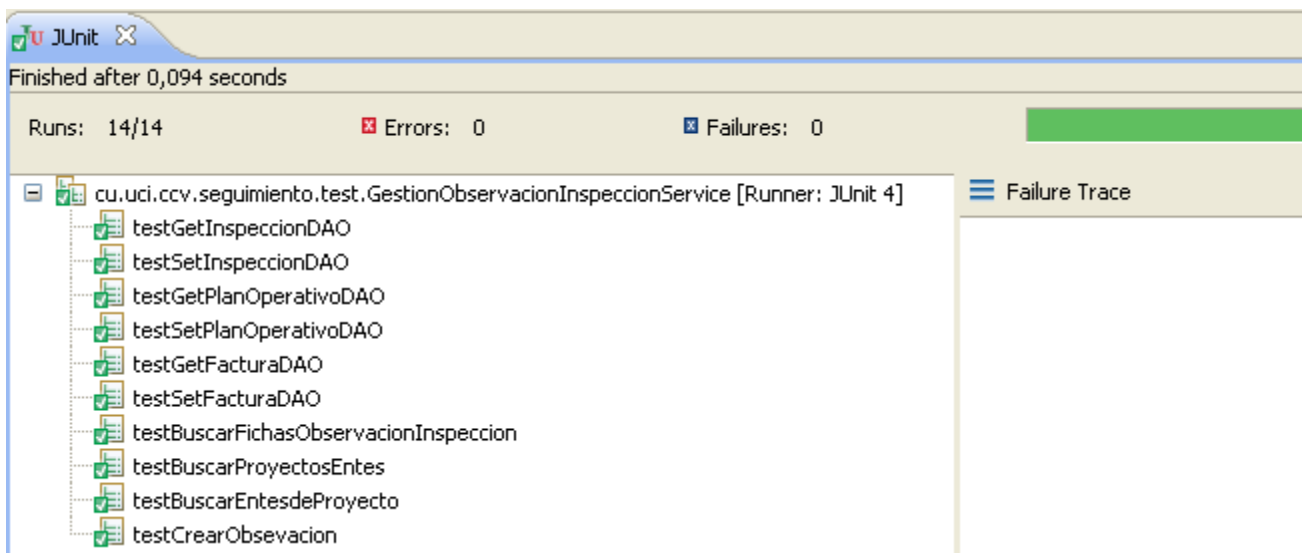 JUnit
Finished after 0,094 seconds
Runs: 14/14 Errors: 0 Failures: 0
cu.uci.ccv.seguimiento.test.GestionObservacionInspeccionService [Runner: JUnit 4]
Failure Trace
testGetInspeccionDAO
testSetInspeccionDAO
testGetPlanOperativoDAO
testSetPlanOperativoDAO
testGetFacturaDAO
testSetFacturaDAO
testBuscarFichasObservacionInspeccion
testBuscarProyectosEntes
testBuscarEntesdeProyecto
testCrearObsevacion